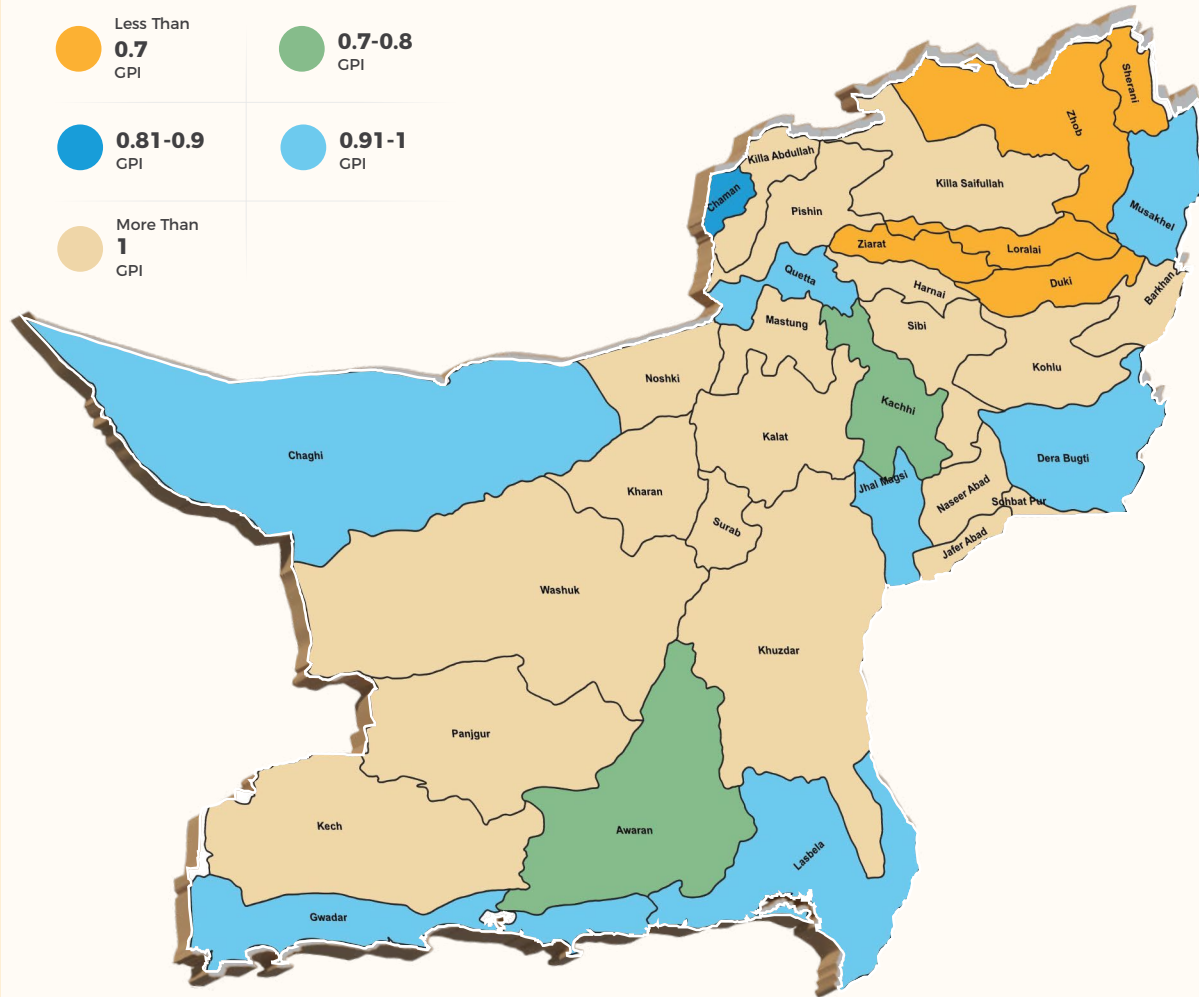 Less Than
0.7
GPI
0.7-0.8
GPI
0.81-0.9
GPI
0.91-1
GPI
More Than
1
GPI
Sherani
Zhob
Killa Abdullah
Killa Saifullah
Chaman
Pishin
Musakhel
Ziarat
Loralai
Quetta
Harnai
Duki
Barkhan
Mastung
Sibi
Noshki
Kohlu
Kachhi
Kalat
Chaghi
Dera Bugti
Jhal Magsi
Kharan
Naseer Abad
Sohbat Pur
Surab
Jafer Abad
Washuk
Khuzdar
Panjgur
Kech
Awaran
Lasbela
Gwadar